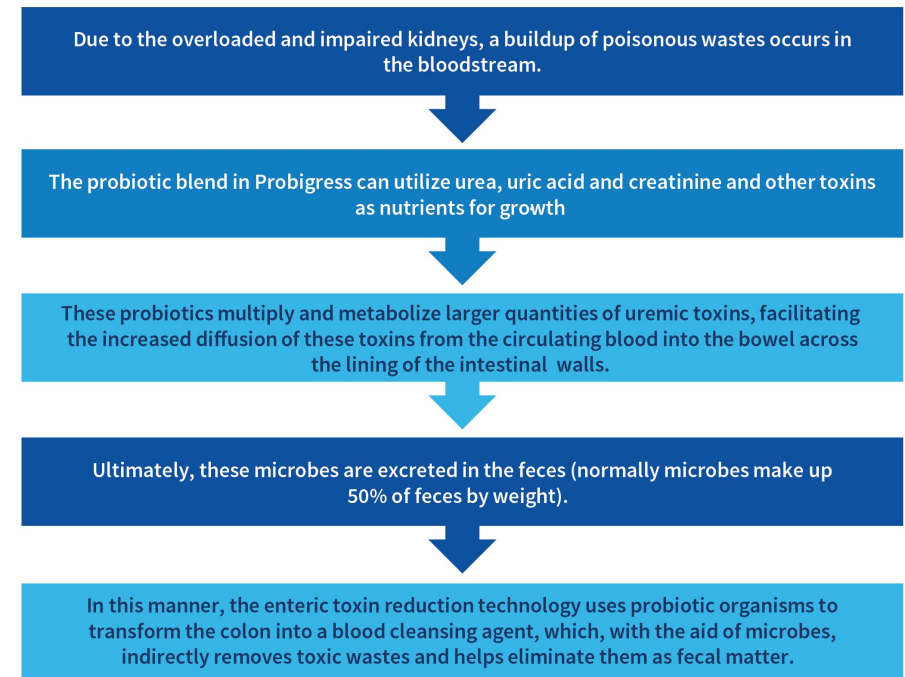 Due to the overloaded and impaired kidneys, a buildup of poisonous wastes occurs in
the bloodstream.
The probiotic blend in Probigress can utilize urea, uric acid and creatinine and other toxins
as nutrients for growth
These probiotics multiply and metabolize larger quantities of uremic toxins, facilitating
the increased diffusion of these toxins from the circulating blood into the bowel across
the lining of the intestinal walls.
Ultimately, these microbes are excreted in the feces (normally microbes make up
50% of feces by weight).
In this manner, the enteric toxin reduction technology uses probiotic organisms to
transform the colon into a blood cleansing agent, which, with the aid of microbes,
indirectly removes toxic wastes and helps eliminate them as fecal matter.